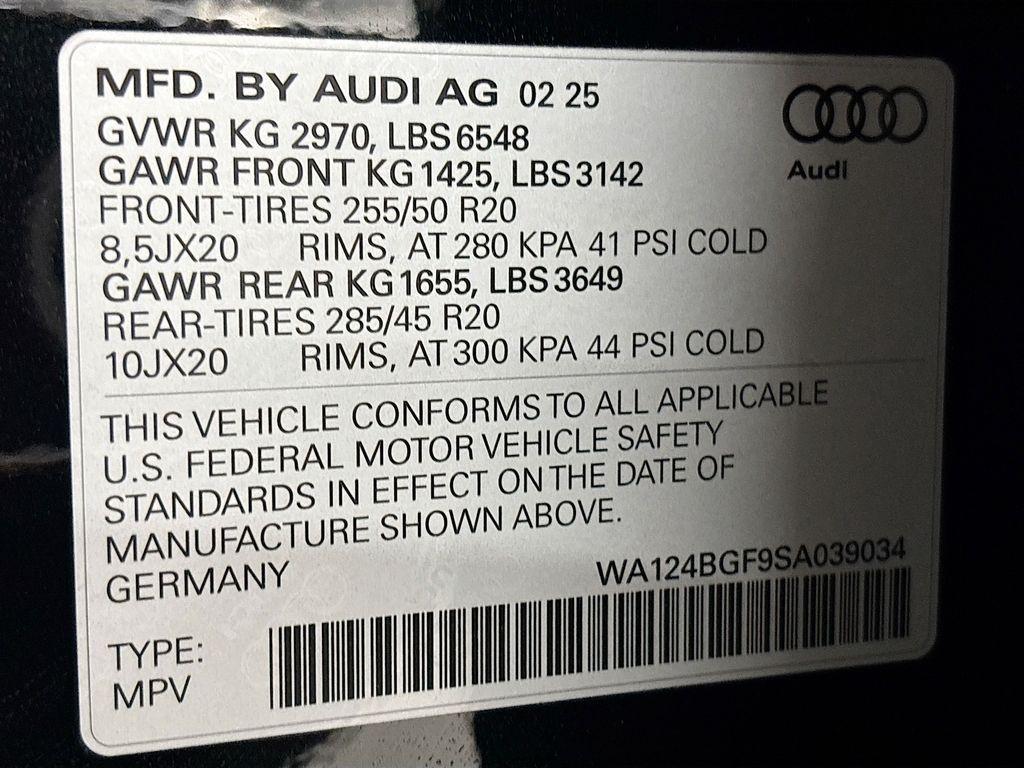 MFD. BY AUDI AG 02 25
GVWR KG 2970, LBS 6548
GAWR FRONT KG 1425, LBS 3142
FRONT-TIRES 255/50 R20
8,5JX20 RIMS, AT 280 KPA 41 PSI COLD
GAWR REAR KG 1655, LBS 3649
REAR-TIRES 285/45 R20
10JX20 RIMS, AT 300 KPA 44 PSI COLD
Audi
THIS VEHICLE CONFORMS TO ALL APPLICABLE
U.S. FEDERAL MOTOR VEHICLE SAFETY
STANDARDS IN EFFECT ON THE DATE OF
MANUFACTURE SHOWN ABOVE.
GERMANY
WA124BGF9SA039034
TYPE:
MPV